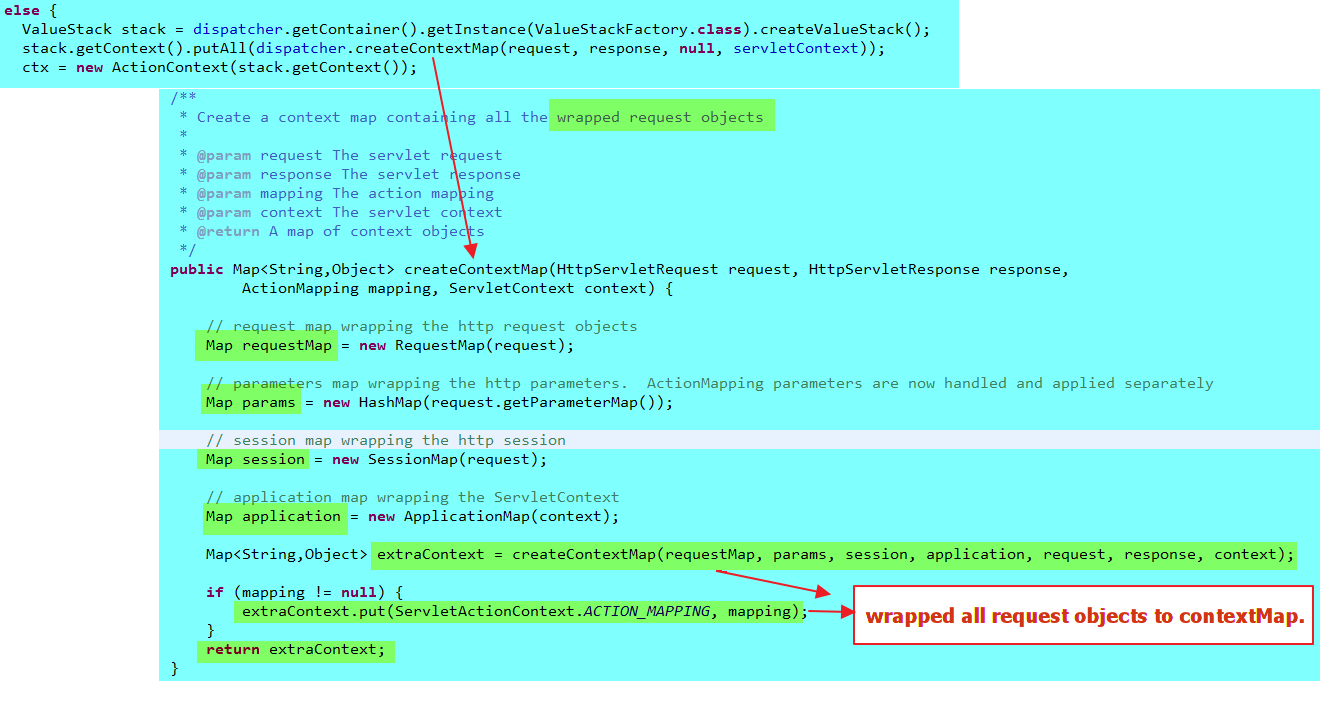 else {
ValueStack stack = dispatcher.getContainer().getInstance(ValueStackFactory.class).createValueStack();
stack.getContext().putAll(dispatcher.createContextMap(request, response, null, servletContext));
ctx = new ActionContext(stack.getContext());
/**
* Create a context map containing all the wrapped request objects
*
* @param request The servlet request
* @param response The servlet response
* @param mapping The action mapping
* @param context The servlet context
* @return A map of context objects
*/
public Map<String,Object> createContextMap(HttpServletRequest request, HttpServletResponse response,
ActionMapping mapping, ServletContext context) {
// request map wrapping the http request objects
Map requestMap = new RequestMap(request);
// parameters map wrapping the http parameters.  ActionMapping parameters are now handled and applied separately
Map params = new HashMap(request.getParameterMap());
// session map wrapping the http session
Map session = new SessionMap(request);
// application map wrapping the ServletContext
Map application = new ApplicationMap(context);
Map<String,Object> extraContext = createContextMap(requestMap, params, session, application, request, response, context);
if (mapping != null) {
extraContext.put(ServletActionContext.ACTION_MAPPING, mapping);
wrapped all request objects to contextMap.
}
return extraContext;
}